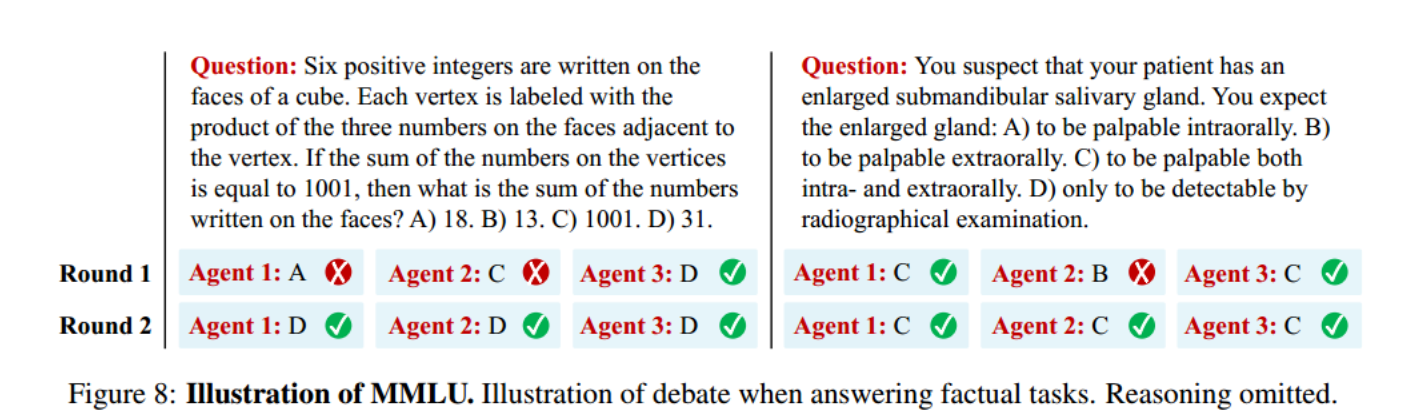 Question: Six positive integers are written on the
faces of a cube. Each vertex is labeled with the
product of the three numbers on the faces adjacent to
the vertex. If the sum of the numbers on the vertices
is equal to 1001, then what is the sum of the numbers
written on the faces? A) 18. B) 13. C) 1001. D) 31.
Question: You suspect that your patient has an
enlarged submandibular salivary gland. You expect
the enlarged gland: A) to be palpable intraorally. B)
to be palpable extraorally. C) to be palpable both
intra- and extraorally. D) only to be detectable by
radiographical examination.
Round 1 Agent 1: A Agent 2: C Agent 3: D Agent 1: C Agent 2: B Agent 3: C
Round 2 Agent 1: D Agent 2: D Agent 3: D Agent 1: C Agent 2: C Agent 3: C
Figure 8: Illustration of MMLU. Illustration of debate when answering factual tasks. Reasoning omitted.